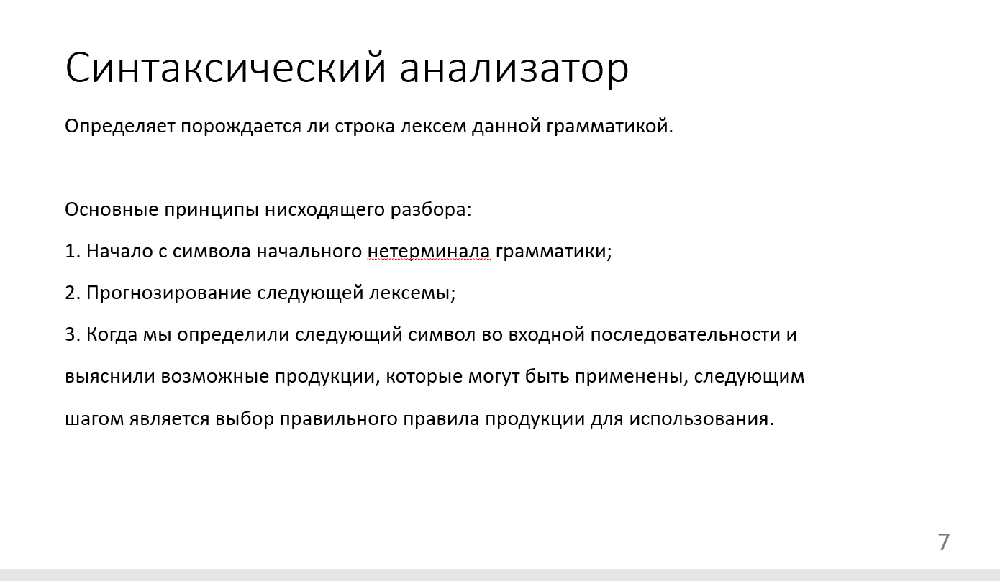 Синтаксический анализатор
Определяет порождается ли строка лексем данной грамматикой.
Основные принципы нисходящего разбора:
1. Начало с символа начального нетерминала грамматики;
2. Прогнозирование следующей лексемы;
3. Когда мы определили следующий символ во входной последовательности и
выяснили возможные продукции, которые могут быть применены, следующим
шагом является выбор правильного правила продукции для использования.
7